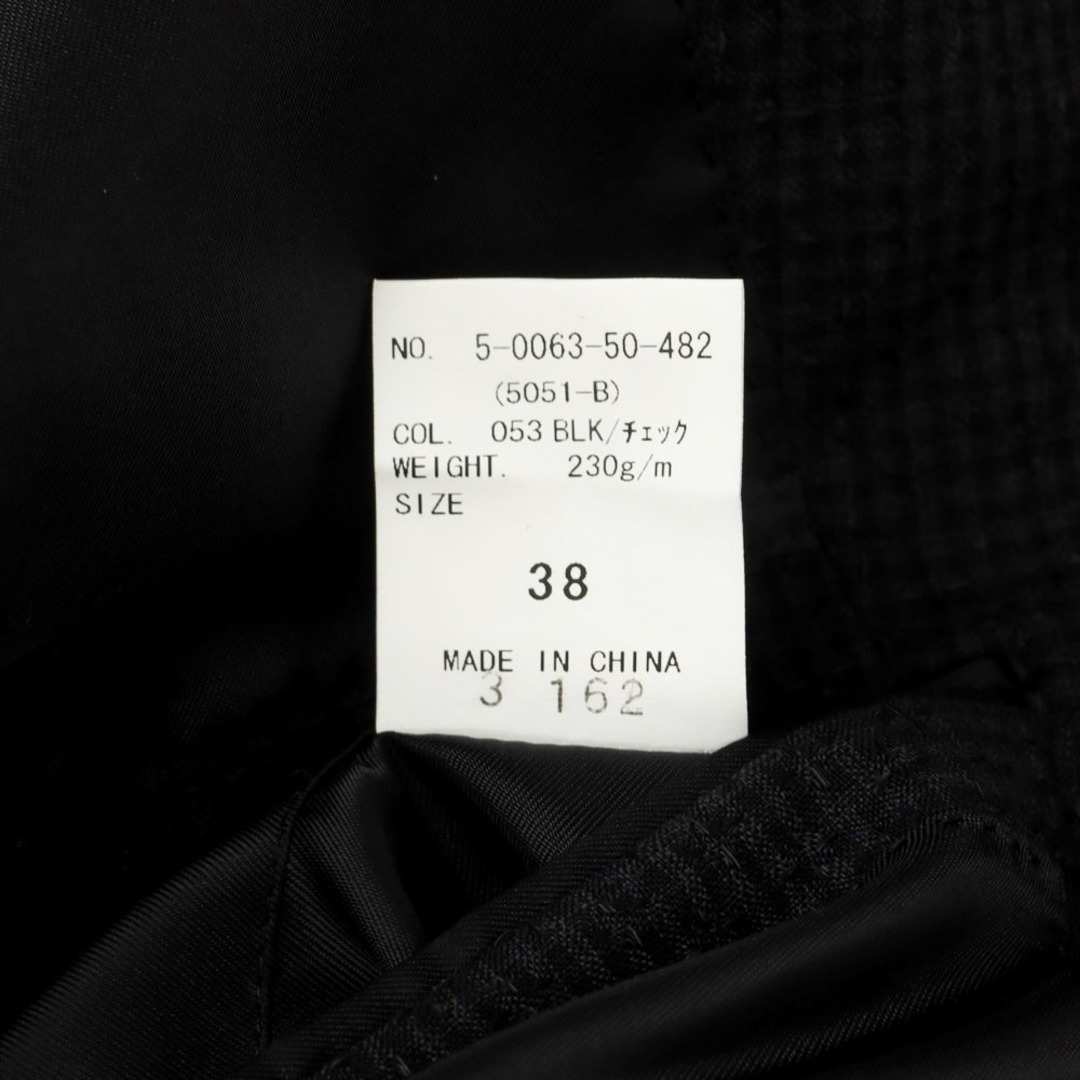 NO. 5-0063-50-482
(5051-B)
COL. 053 BLK/ﾁｪｯｸ
WEIGHT. 230g/m
SIZE
38
MADE IN CHINA
3 162